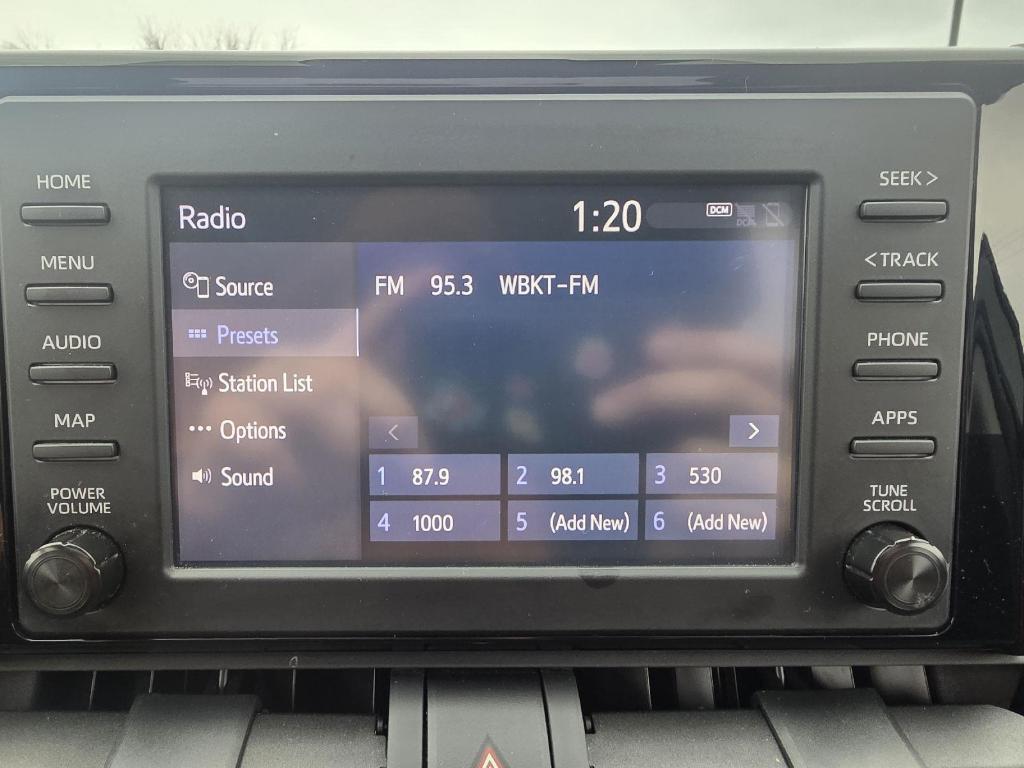 HOME
MENU
AUDIO
MAP
POWER
VOLUME
Radio
1:20
DCM
Source
Presets
Station List
Options
Sound
FM 95.3 WBKT-FM
< >
1 87.9 2 98.1 3 530
4 1000 5 (Add New) 6 (Add New)
SEEK >
< TRACK
PHONE
APPS
TUNE
SCROLL